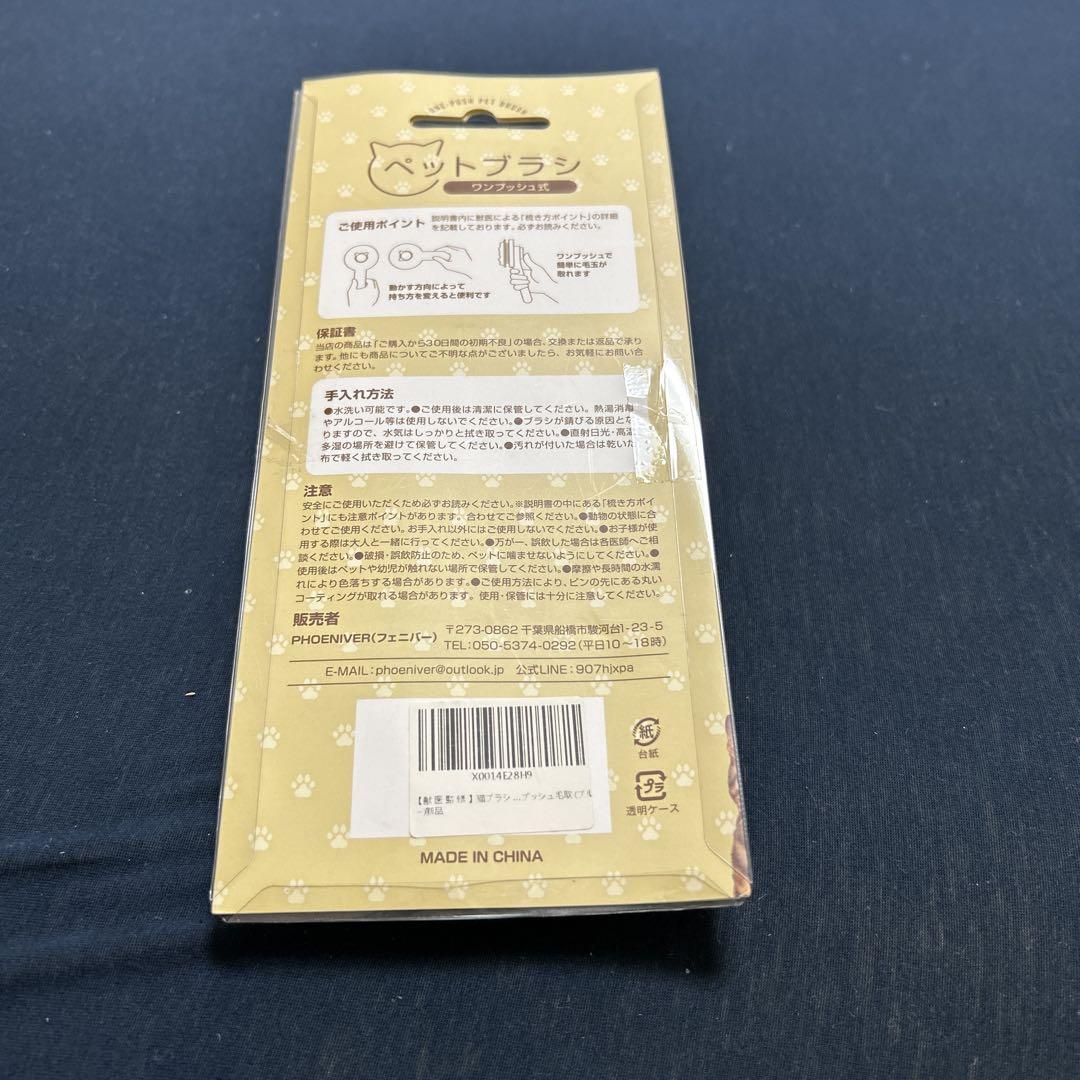 ONE-PUSH PET BRUSH
ペットブラシ
ワンプッシュ式
ご使用ポイント
説明書内に獣医による「梳き方ポイント」の詳細
を記載しております。必ずお読みください。
動かす方向によって
持ち方を変えると便利です
ワンプッシュで
簡単に毛玉が
取れます
保証書
当店の商品は「ご購入から30日間の初期不良」の場合、交換または返品で承り
ます。他にも商品についてご不明な点がございましたら、お気軽にお問い合
わせください。
手入れ方法
●水洗い可能です。●ご使用後は清潔に保管してください。熱湯消毒
やアルコール等は使用しないでください。●ブラシが錆びる原因とな
りますので、水気はしっかりと拭き取ってください。●直射日光・高温
多湿の場所を避けて保管してください。●汚れが付いた場合は乾いた
布で軽く拭き取ってください。
注意
安全にご使用いただくため必ずお読みください。※説明書の中にある「梳き方ポイ
ント」にも注意ポイントがあります。合わせてご参照ください。●動物の状態に合
わせてご使用ください。お手入れ以外にはご使用しないでください。●お子様が使
用する際は大人と一緒に行ってください。●万が一、誤飲した場合は各医師へご相
談ください。●破損・誤飲防止のため、ペットに噛ませないようにしてください。●
使用後はペットや幼児が触れない場所で保管してください。●摩擦や長時間の水濡
れにより色落ちする場合があります。●ご使用方法により、ピンの先にある丸い
コーティングが取れる場合があります。使用・保管には十分に注意してください。
販売者
PHOENIVER(フェニバー)
〒273-0862 千葉県船橋市駿河台1-23-5
TEL:050-5374-0292(平日10〜18時)
E-MAIL:phoeniver@outlook.jp 公式LINE:907hjxpa
X0014E28H9
【獣医監修】猫ブラシ...プッシュ毛取(ブル
-)新品
紙
台紙
プラ
透明ケース
MADE IN CHINA